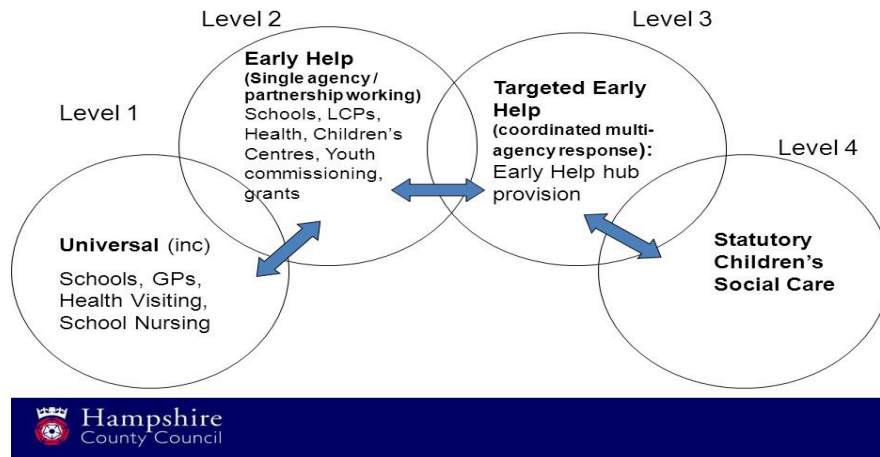 Level 1
Universal (inc)
Schools, GPs,
Health Visiting,
School Nursing
Level 2
Early Help
(Single agency /
partnership working)
Schools, LCPs,
Health, Children's
Centres, Youth
commissioning,
grants
Level 3
Targeted Early
Help
(coordinated multi-
agency response):
Early Help hub
provision
Level 4
Statutory
Children's
Social Care
Hampshire
County Council